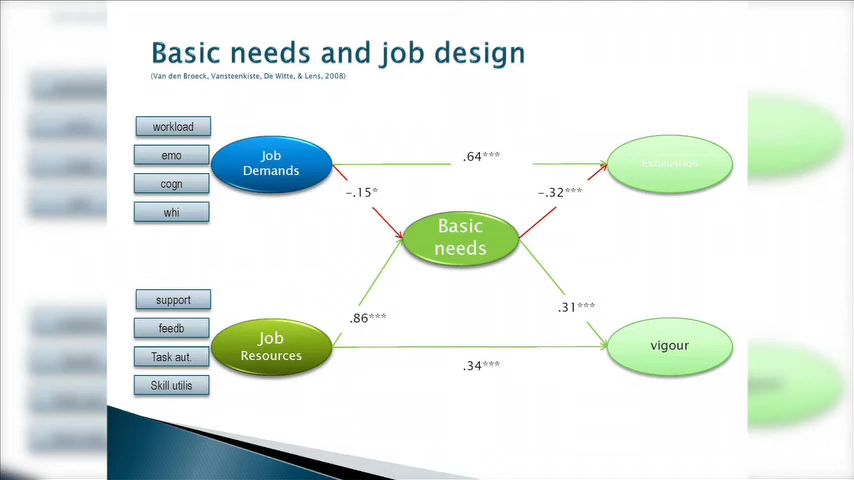 Basic needs and job design
(Van den Broeck, Vansteenkiste, De Witte, & Lens, 2008)
workload
emo
cogn
whi
Job
Demands
.64***
exhaustion
-.15*
-.32***
Basic
needs
support
feedb
Task aut.
Skill utilis
Job
Resources
.86***
.31***
.34***
vigour